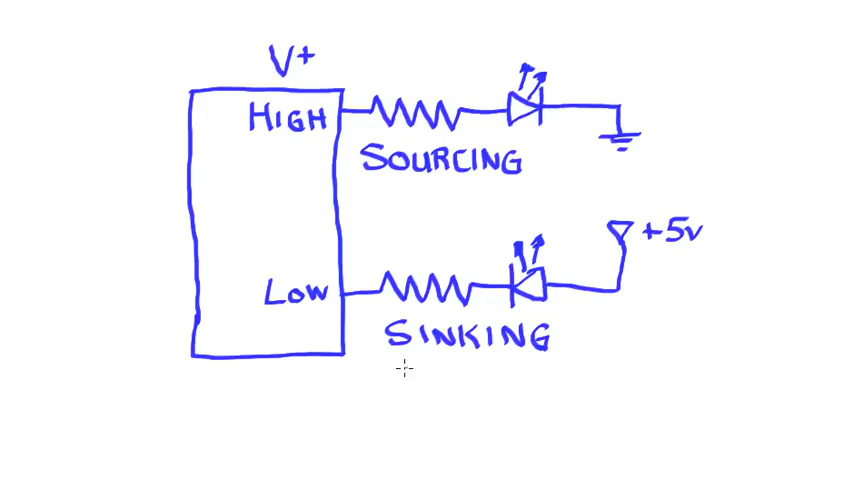 V+
HIGH
SOURCING
+5v
LOW
SINKING